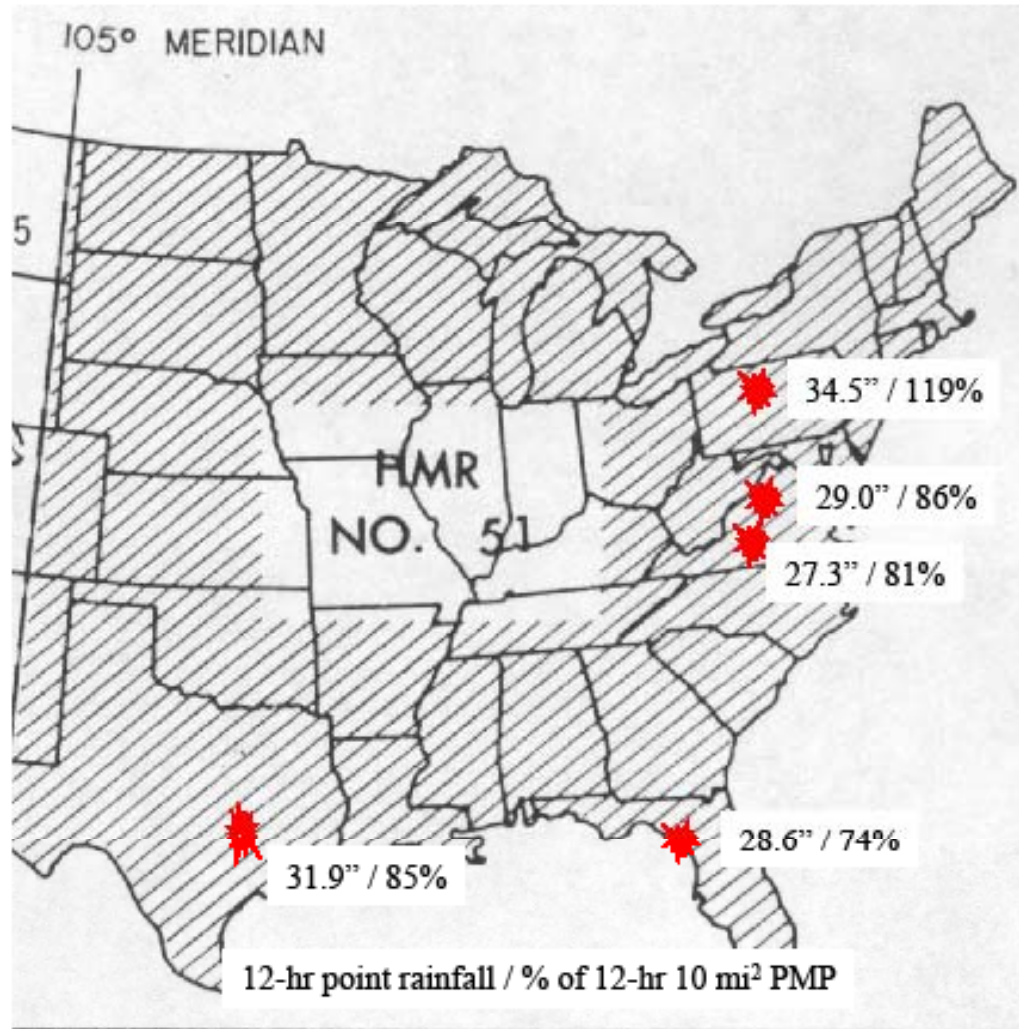 105° MERIDIAN
5
34.5” / 119%
HMR
29.0” / 86%
NO. 51
27.3” / 81%
28.6” / 74%
31.9” / 85%
12-hr point rainfall / % of 12-hr 10 mi² PMP